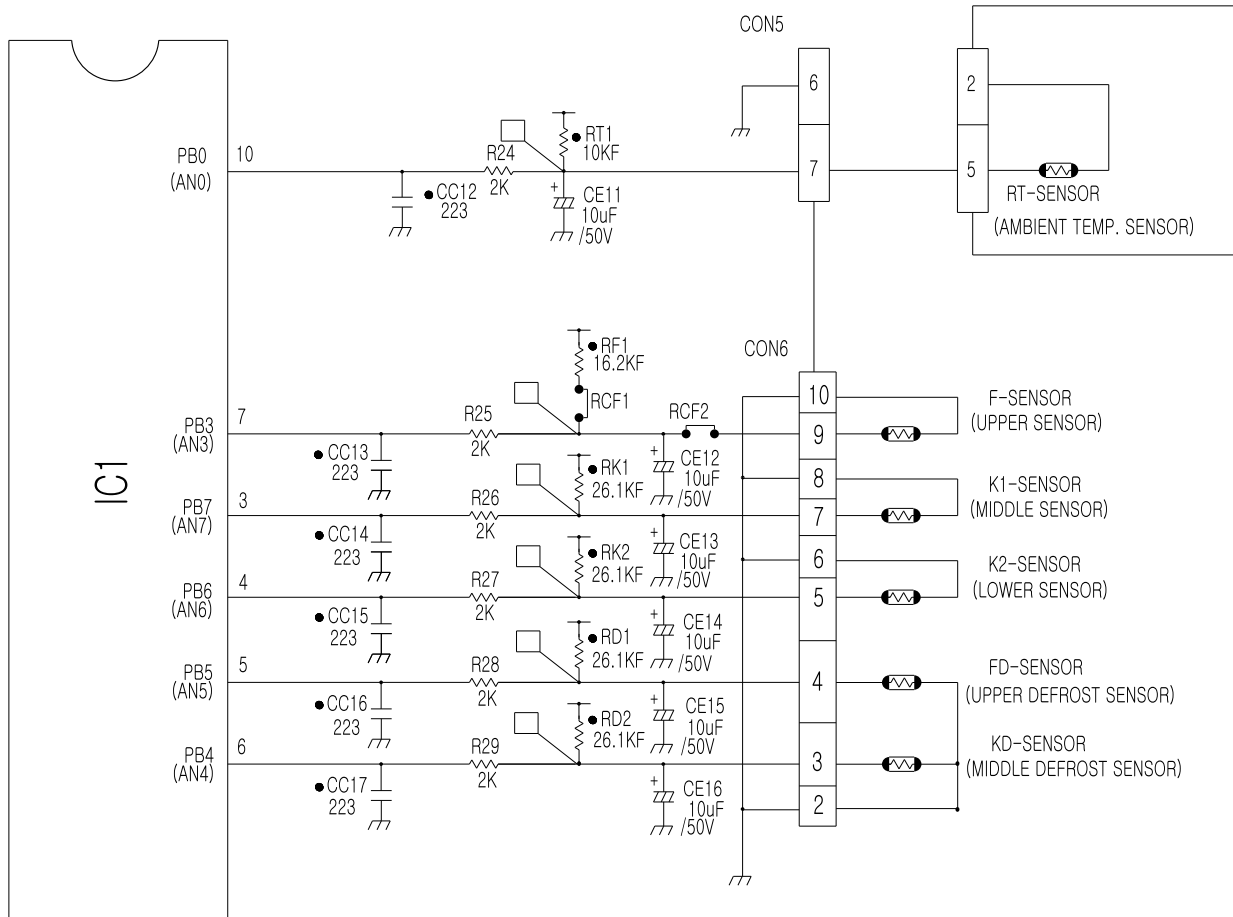 CON5
6
2
PB0
10
(AN0)
R24
2K
RT1
10KF
CC12
223
+
CE11
10uF
/50V
7
5
RT-SENSOR
(AMBIENT TEMP. SENSOR)
IC1
RF1
16.2KF
RCF1
CON6
10
F-SENSOR
(UPPER SENSOR)
PB3
7
(AN3)
R25
2K
RCF2
9
CC13
223
RK1
26.1KF
+
CE12
10uF
/50V
8
K1-SENSOR
(MIDDLE SENSOR)
PB7
3
(AN7)
R26
2K
7
CC14
223
RK2
26.1KF
+
CE13
10uF
/50V
6
K2-SENSOR
(LOWER SENSOR)
PB6
4
(AN6)
R27
2K
5
CC15
223
RD1
26.1KF
+
CE14
10uF
/50V
PB5
5
(AN5)
R28
2K
4
FD-SENSOR
(UPPER DEFROST SENSOR)
CC16
223
RD2
26.1KF
+
CE15
10uF
/50V
PB4
6
(AN4)
R29
2K
3
KD-SENSOR
(MIDDLE DEFROST SENSOR)
CC17
223
+
CE16
10uF
/50V
2